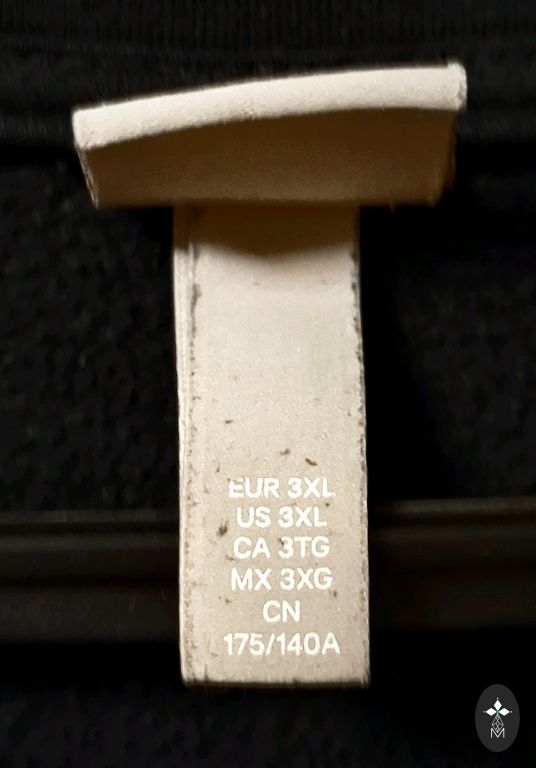 EUR 3XL
US 3XL
CA 3TG
MX 3XG
CN
175/140A
M